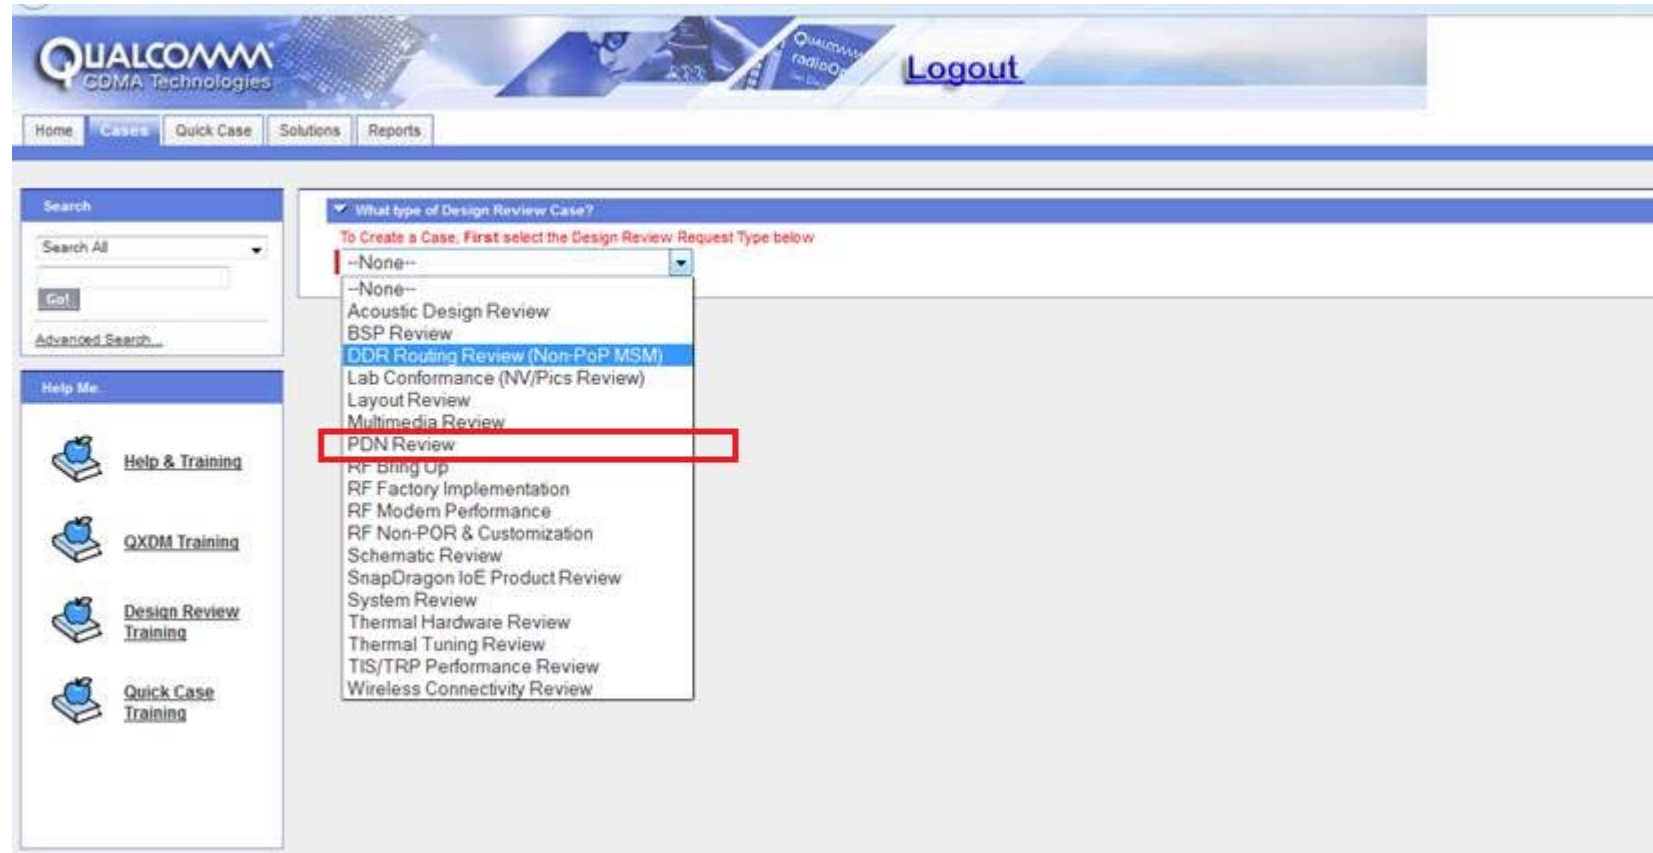 QUALCOMM
CDMA Technologies
QUALCOMM
radioOn
Logout
Home Cases Quick Case Solutions Reports
Search
Search All
Go!
Advanced Search...
Help Me.
Help & Training
QXDM Training
Design Review
Training
Quick Case
Training
What type of Design Review Case?
To Create a Case, First select the Design Review Request Type below
--None--
--None--
Acoustic Design Review
BSP Review
DDR Routing Review (Non-PoP MSM)
Lab Conformance (NV/Pics Review)
Layout Review
Multimedia Review
PDN Review
RF Bring Up
RF Factory Implementation
RF Modem Performance
RF Non-POR & Customization
Schematic Review
SnapDragon IoE Product Review
System Review
Thermal Hardware Review
Thermal Tuning Review
TIS/TRP Performance Review
Wireless Connectivity Review